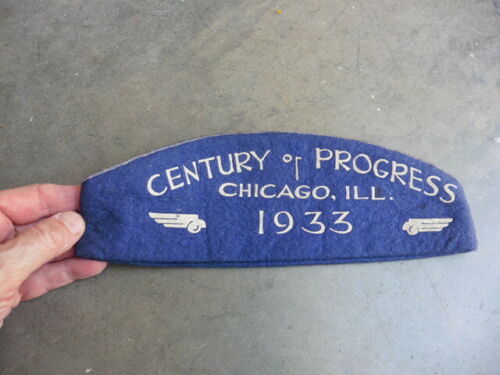 CENTURY of PROGRESS
CHICAGO, ILL.
1933